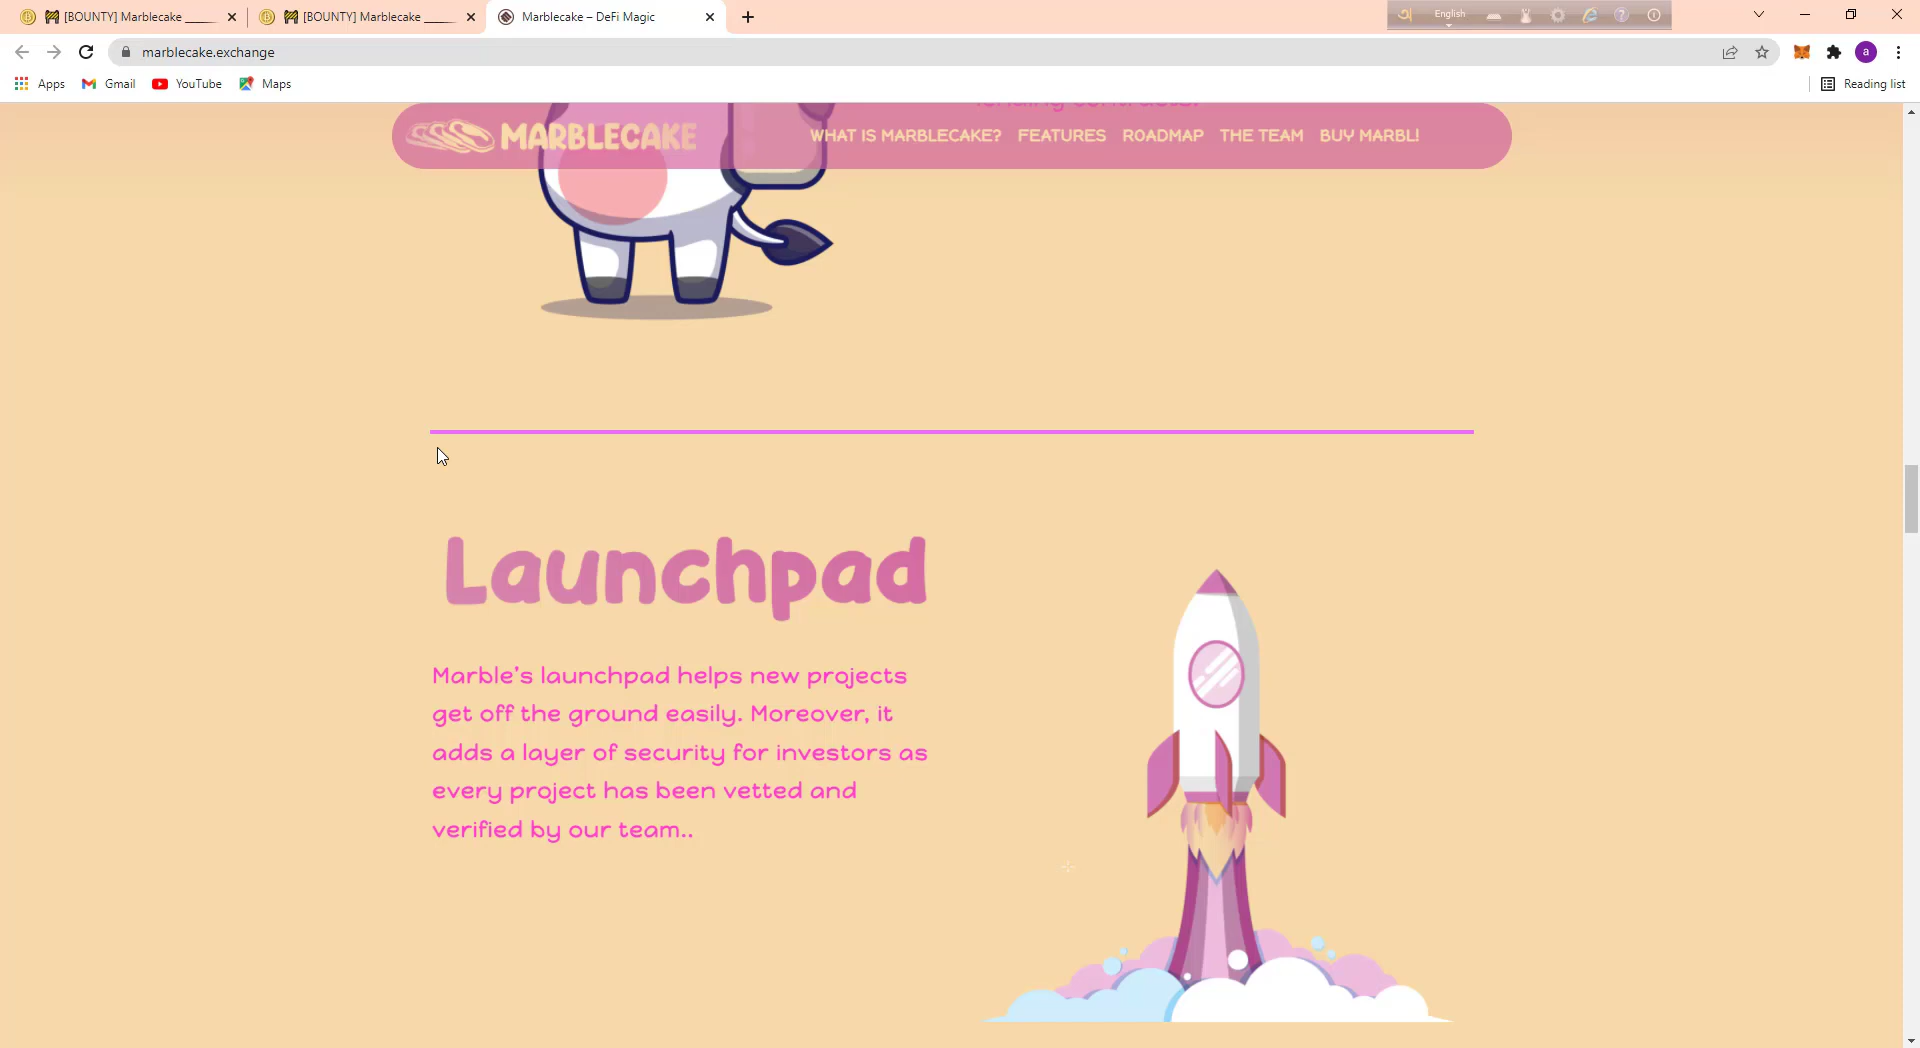 [BOUNTY] Marblecake
[BOUNTY] Marblecake
Marblecake – DeFi Magic
English
marblecake.exchange
a
Apps
Gmail
YouTube
Maps
Reading list
lending contracts.
MARBLECAKE
WHAT IS MARBLECAKE?
FEATURES
ROADMAP
THE TEAM
BUY MARBL!
Launchpad
Marble's launchpad helps new projects
get off the ground easily. Moreover, it
adds a layer of security for investors as
every project has been vetted and
verified by our team..